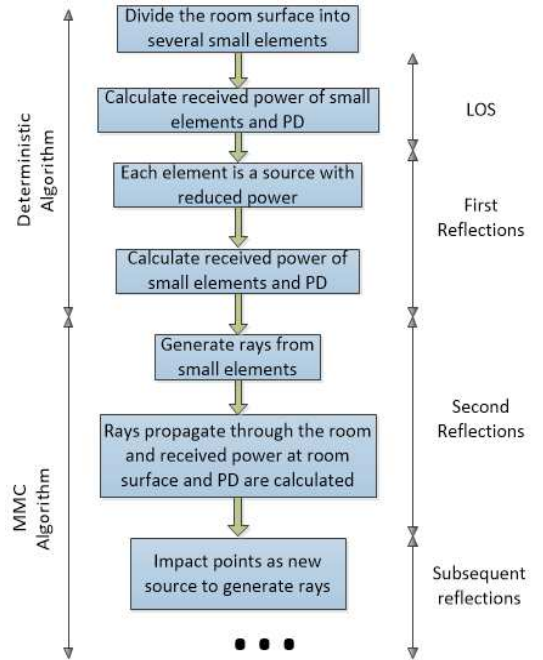 Divide the room surface into
several small elements
Calculate received power of small
elements and PD
LOS
Each element is a source with
reduced power
First
Reflections
Calculate received power of
small elements and PD
Deterministic
Algorithm
Generate rays from
small elements
Second
Reflections
Rays propagate through the room
and received power at room
surface and PD are calculated
MMC
Algorithm
Impact points as new
source to generate rays
Subsequent
reflections
• • •